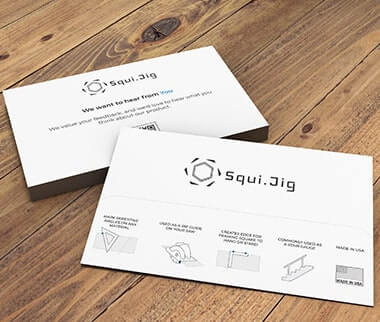 Squi.Jig
We want to hear from You
We value your feedback, and we'd love to hear what you
think about our product.
Squi.Jig
MARK REPETITIVE
ANGLES ON ANY
MATERIAL
USED AS A RIP GUIDE
ON YOUR SAW
CREATES EDGE FOR
FRAMING SQUARE TO
HANG OR STAND
COMMONLY USED AS
A STAIR GAUGE
MADE IN USA
MADE IN USA